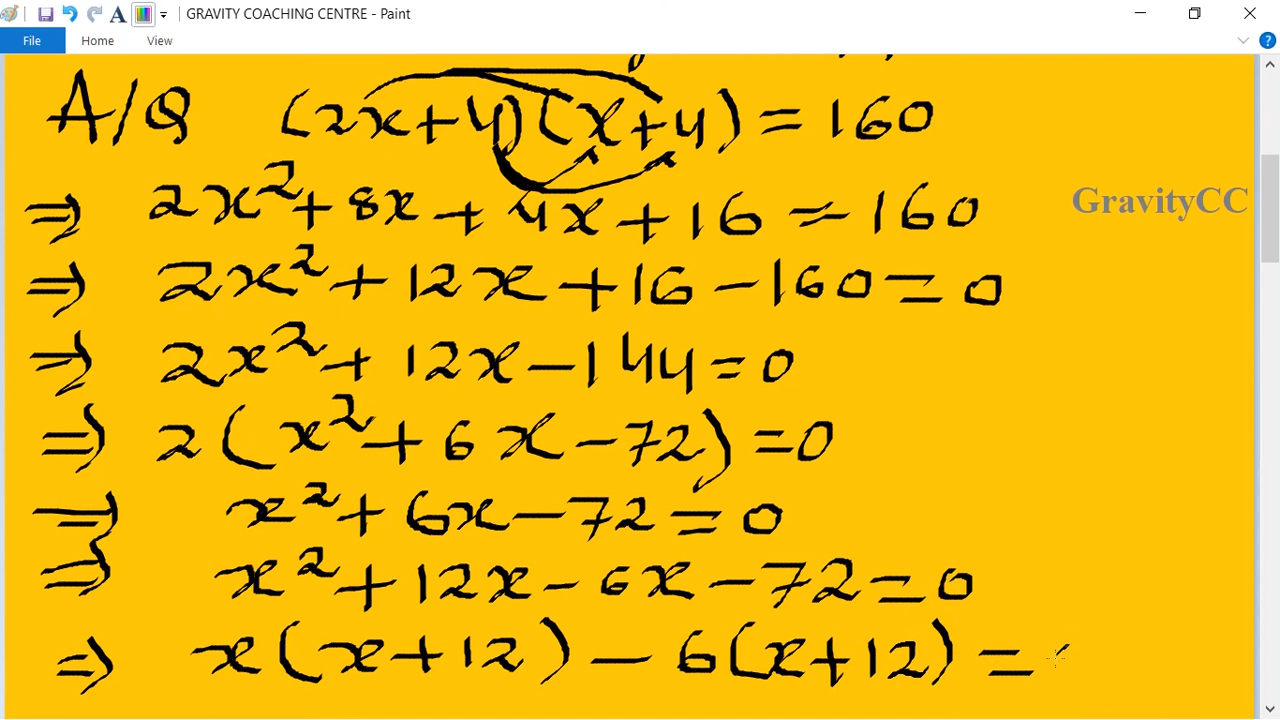 GRAVITY COACHING CENTRE - Paint
File Home View
A/Q (2x+4)(x+4) = 160
⇒ 2x² + 8x + 4x + 16 = 160
GravityCC
⇒ 2x² + 12x + 16 - 160 = 0
⇒ 2x² + 12x - 144 = 0
⇒ 2(x² + 6x - 72) = 0
⇒ x² + 6x - 72 = 0
⇒ x² + 12x - 6x - 72 = 0
⇒ x(x+12) - 6(x+12) =